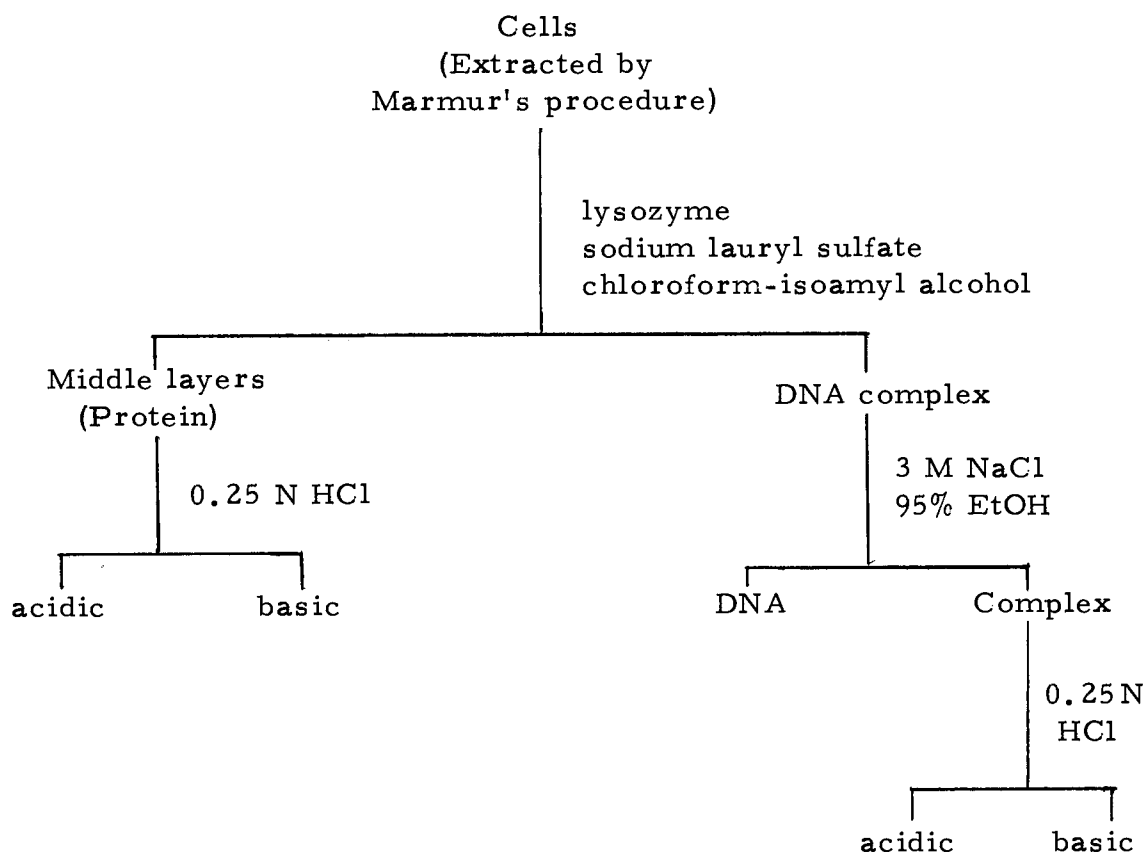 Cells
(Extracted by
Marmur's procedure)
lysozyme
sodium lauryl sulfate
chloroform-isoamyl alcohol
Middle layers
(Protein)
DNA complex
0.25 N HCl
3 M NaCl
95% EtOH
acidic
basic
DNA
Complex
0.25 N
HCl
acidic
basic